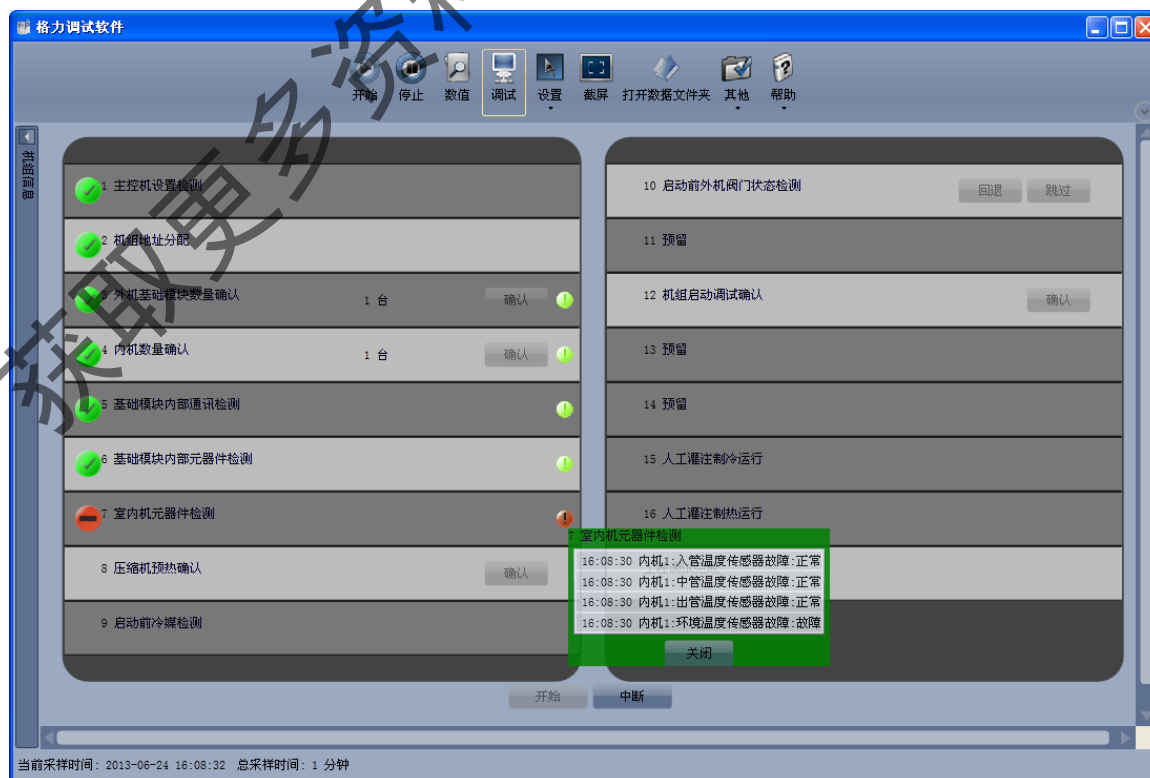 格力调试软件
开始 停止 数值 调试 设置 截屏 打开数据文件夹 其他 帮助
机组信息
1 主控机设置检测
2 机组地址分配
3 外机基础模块数量确认 1 台 确认
4 内机数量确认 1 台 确认
5 基础模块内部通讯检测
6 基础模块内部元器件检测
7 室内机元器件检测
8 压缩机预热确认 确认
9 启动前冷媒检测
10 启动前外机阀门状态检测 回退 跳过
11 预留
12 机组启动调试确认 确认
13 预留
14 预留
15 人工灌注制冷运行
16 人工灌注制热运行
7 室内机元器件检测
16:08:30 内机1:入管温度传感器故障:正常
16:08:30 内机1:中管温度传感器故障:正常
16:08:30 内机1:出管温度传感器故障:正常
16:08:30 内机1:环境温度传感器故障:故障
关闭
开始 中断
当前采样时间: 2013-06-24 16:08:32 总采样时间: 1 分钟
获取更多资料